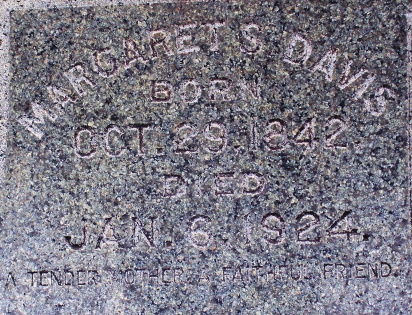 MARGARET S DAVIS
BORN
OCT. 29. 1842.
DIED
JAN. 6. 1924.
A TENDER MOTHER A FAITHFUL FRIEND.